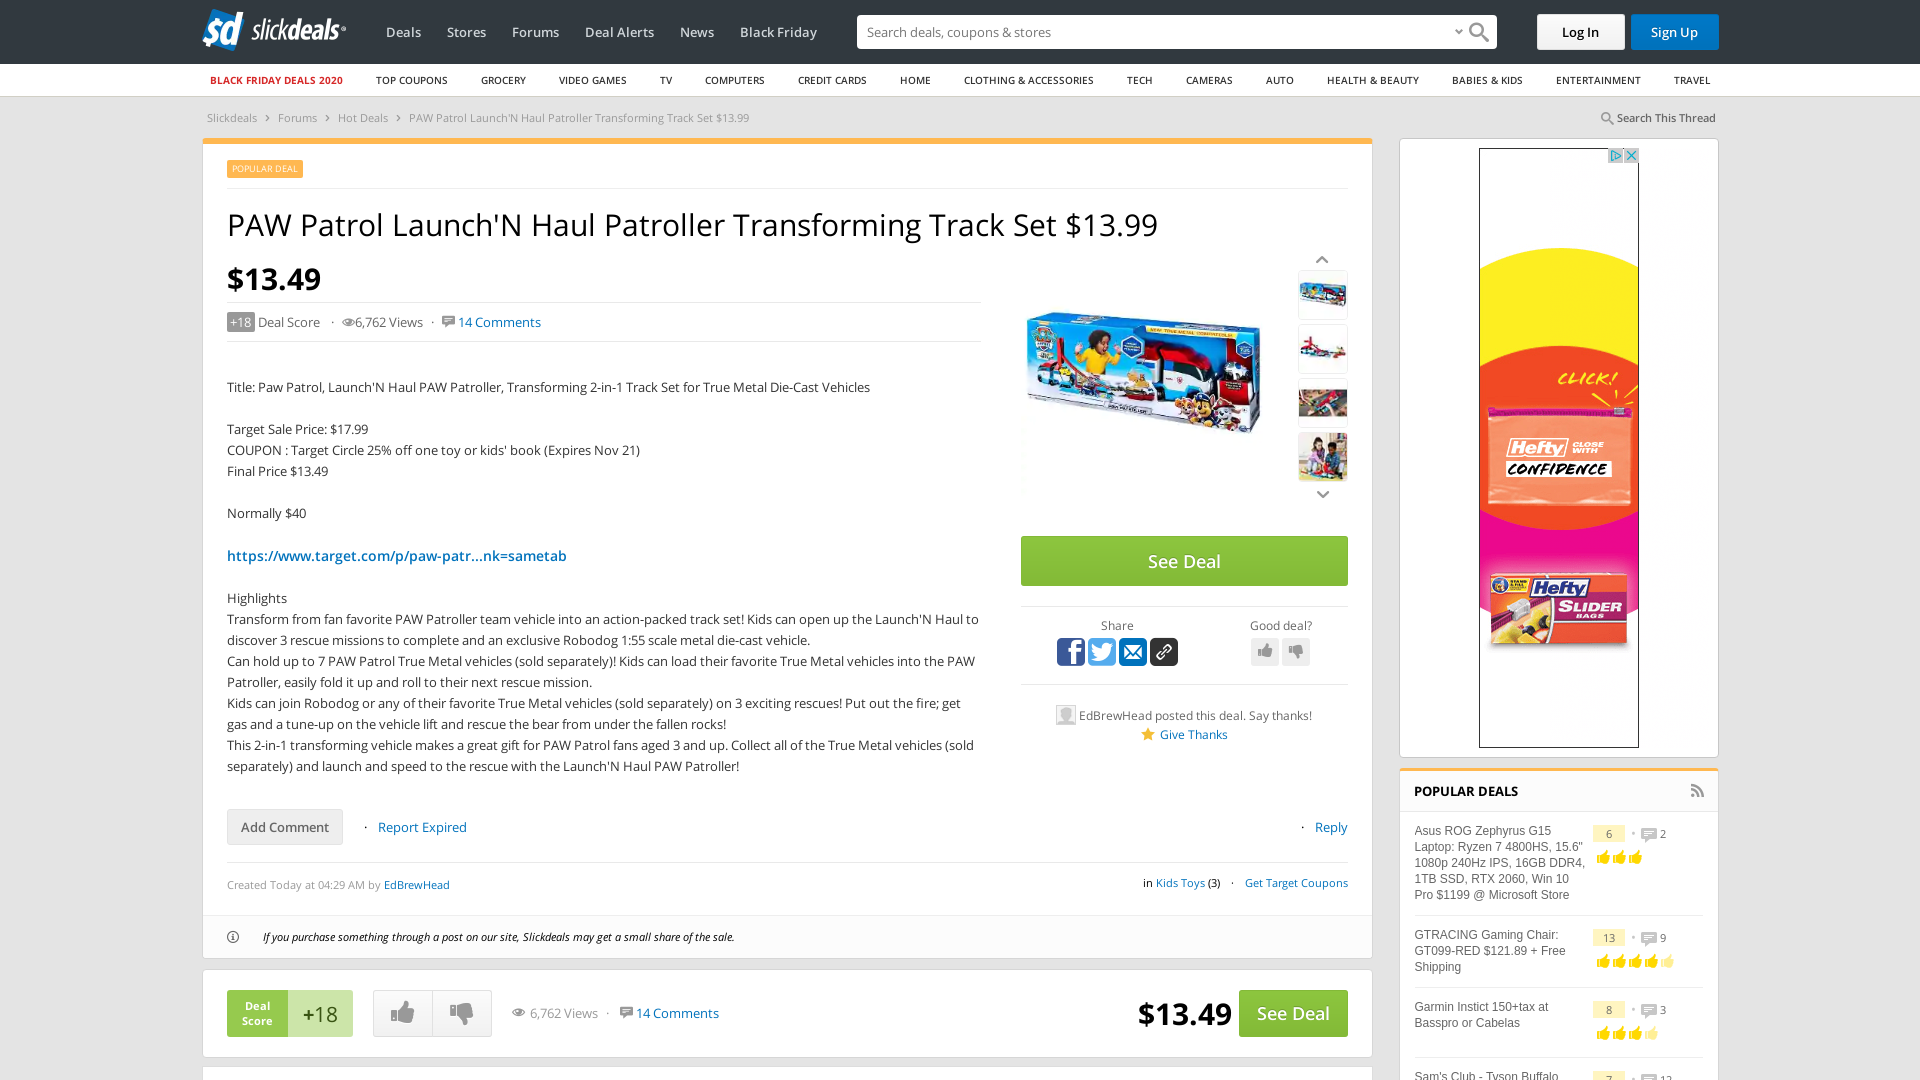 slickdeals
Deals
Stores
Forums
Deal Alerts
News
Black Friday
Search deals, coupons & shopping
Log In
Sign Up
BLACK FRIDAY DEALS 2020
TOP COUPONS
GROCERY
VIDEO GAMES
TV
COMPUTERS
CREDIT CARDS
HOME
CLOTHING & ACCESSORIES
TECH
CAMERAS
AUTO
HEALTH & BEAUTY
BABIES & KIDS
ENTERTAINMENT
TRAVEL
Slickdeals > Forums > Hot Deals > PAW Patrol Launch'N Haul Patroller Transforming Track Set $13.99
Search This Thread
POPULAR DEAL
PAW Patrol Launch'N Haul Patroller Transforming Track Set $13.99
$13.49
+18 Deal Score · 6,762 Views · 14 Comments
Title: Paw Patrol, Launch'N Haul PAW Patroller, Transforming 2-in-1 Track Set for True Metal Die-Cast Vehicles
Target Sale Price: $17.99
COUPON : Target Circle 25% off one toy or kids' book (Expires Nov 21)
Final Price $13.49
Normally $40
https://www.target.com/p/paw-patr...nk=sametab
Highlights
Transform from fan favorite PAW Patroller team vehicle into an action-packed track set! Kids can open up the Launch'N Haul to
discover 3 rescue missions to complete and an exclusive Robodog 1:55 scale metal die-cast vehicle.
Can hold up to 7 PAW Patrol True Metal vehicles (sold separately)! Kids can load their favorite True Metal vehicles into the PAW
Patroller, easily fold it up and roll to their next rescue mission.
Kids can join Robodog or any of their favorite True Metal vehicles (sold separately) on 3 exciting rescues! Put out the fire; get
gas and a tune-up on the vehicle lift and rescue the bear from under the fallen rocks!
This 2-in-1 transforming vehicle makes a great gift for PAW Patrol fans aged 3 and up. Collect all of the True Metal vehicles (sold
separately) and launch and speed to the rescue with the Launch'N Haul PAW Patroller!
See Deal
Share
Good deal?
EdBrewHead posted this deal. Say thanks!
Give Thanks
Add Comment
· Report Expired
· Reply
Created Today at 04:29 AM by EdBrewHead
in Kids Toys (3) · Get Target Coupons
If you purchase something through a post on our site, Slickdeals may get a small share of the sale.
Deal
Score
+18
6,762 Views · 14 Comments
$13.49
See Deal
CLICK!
Hefty
CLOSE
WITH
CONFIDENCE
Hefty
SLIDER
BAGS
POPULAR DEALS
Asus ROG Zephyrus G15
Laptop: Ryzen 7 4800HS, 15.6"
1080p 240Hz IPS, 16GB DDR4,
1TB SSD, RTX 2060, Win 10
Pro $1199 @ Microsoft Store
6 • 2
GTRACING Gaming Chair:
GT099-RED $121.89 + Free
Shipping
13 • 9
Garmin Instict 150+tax at
Basspro or Cabelas
8 • 3
Sam's Club - Tyson Buffalo
7 • 12